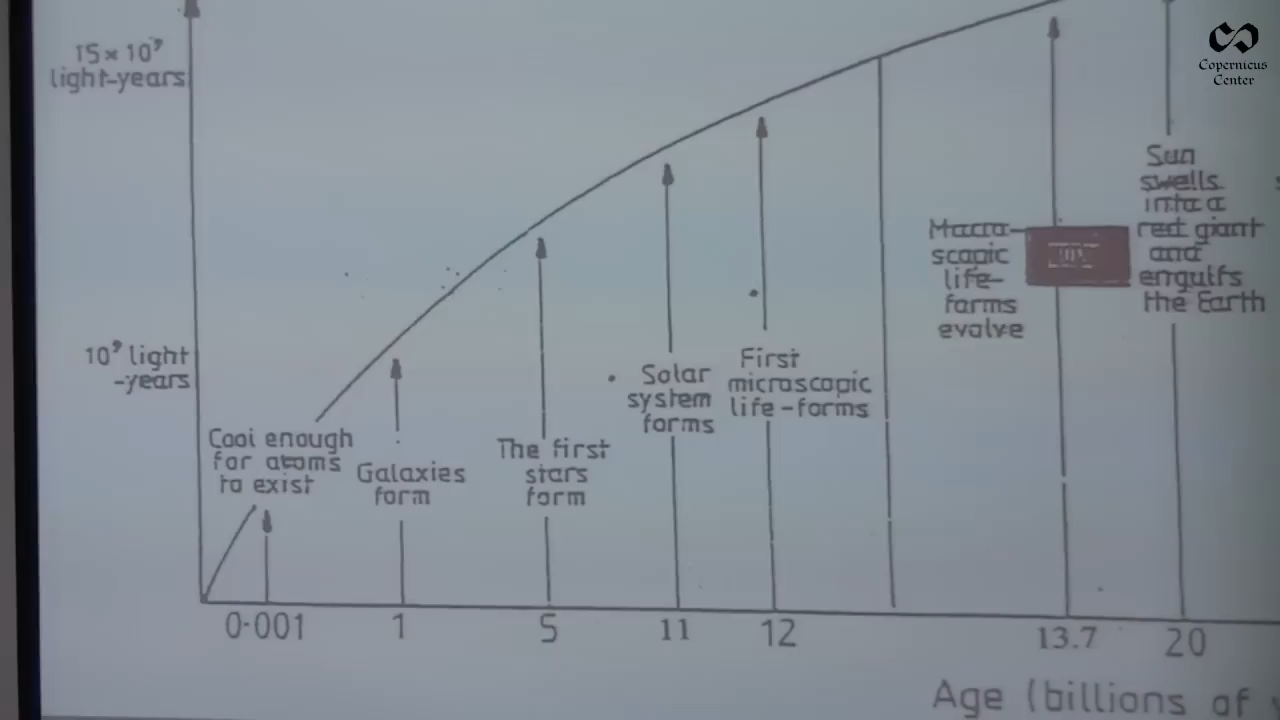 15×10⁹
light-years
10⁹ light
-years
Cool enough
for atoms
to exist
Galaxies
form
The first
stars
form
Solar
system
forms
First
microscopic
life-forms
Macro-
scopic
life-
forms
evolve
NOW
Sun
swells
into a
red giant
and
engulfs
the Earth
0·001
1
5
11
12
13.7
20
Age (billions of
Copernicus
Center